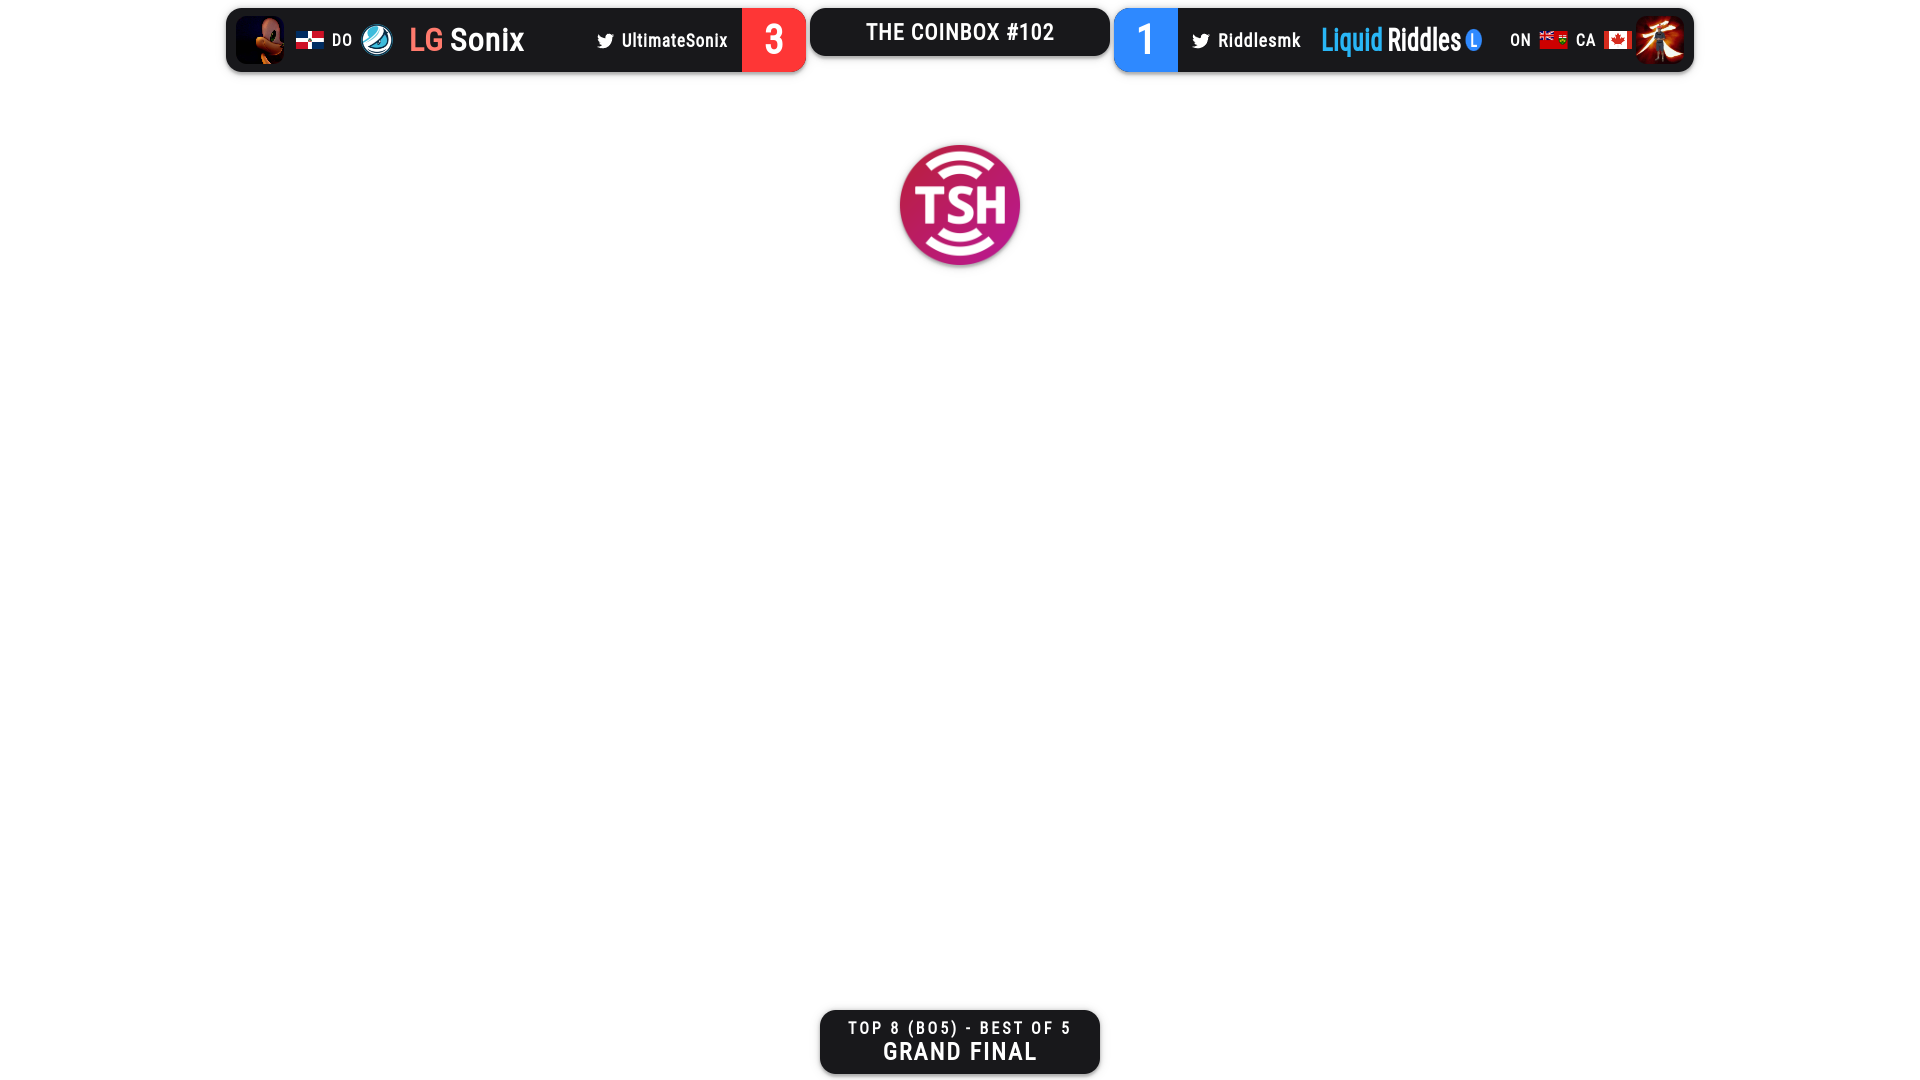 DO LG Sonix UltimateSonix 3
THE COINBOX #102
1 Riddlesmk Liquid Riddles L ON CA
TSH
TOP 8 (BO5) - BEST OF 5
GRAND FINAL